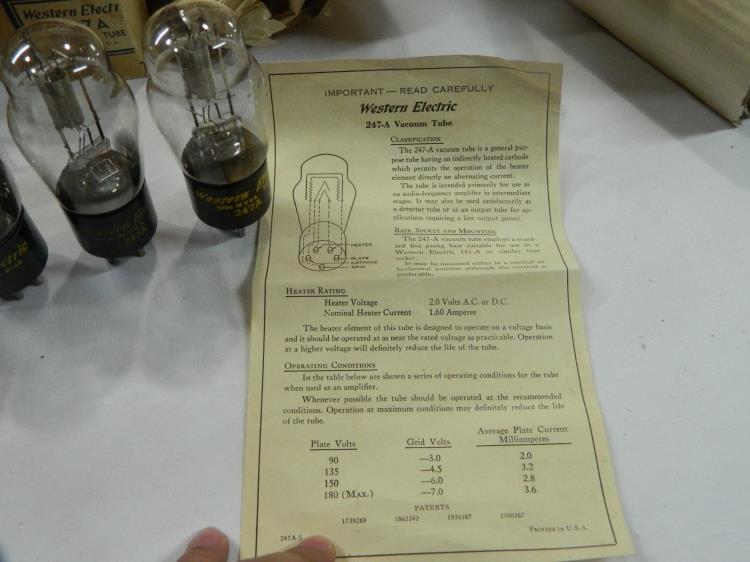 Western Electri
7A
TUBE
Western Electric
247A
Western
247A
IMPORTANT — READ CAREFULLY
Western Electric
247-A Vacuum Tube
CLASSIFICATION
The 247-A vacuum tube is a general pur-
pose tube having an indirectly heated cathode
which permits the operation of the heater
element directly on alternating current.
The tube is intended primarily for use as
an audio-frequency amplifier in intermediate
stages. It may also be used satisfactorily as
a detector tube or as an output tube for ap-
plications requiring a low output power.
BASE, SOCKET AND MOUNTING
The 247-A vacuum tube employs a stand-
ard five prong base suitable for use in a
Western Electric 141-A or similar type
socket.
It may be mounted either in a vertical or
horizontal position although the vertical is
preferable.
HEATER
PLATE
CATHODE
GRID
HEATER RATING
Heater Voltage 2.0 Volts A.C. or D.C.
Nominal Heater Current 1.60 Amperes
The heater element of this tube is designed to operate on a voltage basis
and it should be operated at as near the rated voltage as practicable. Operation
at a higher voltage will definitely reduce the life of the tube.
OPERATING CONDITIONS
In the table below are shown a series of operating conditions for the tube
when used as an amplifier.
Whenever possible the tube should be operated at the recommended
conditions. Operation at maximum conditions may definitely reduce the life
of the tube.
Plate Volts Grid Volts Average Plate Current Milliamperes
90 —3.0 2.0
135 —4.5 3.2
150 —6.0 2.8
180 (MAX.) —7.0 3.6
PATENTS
1738269 1863342 1936187 2100367
247A-1 PRINTED IN U.S.A.